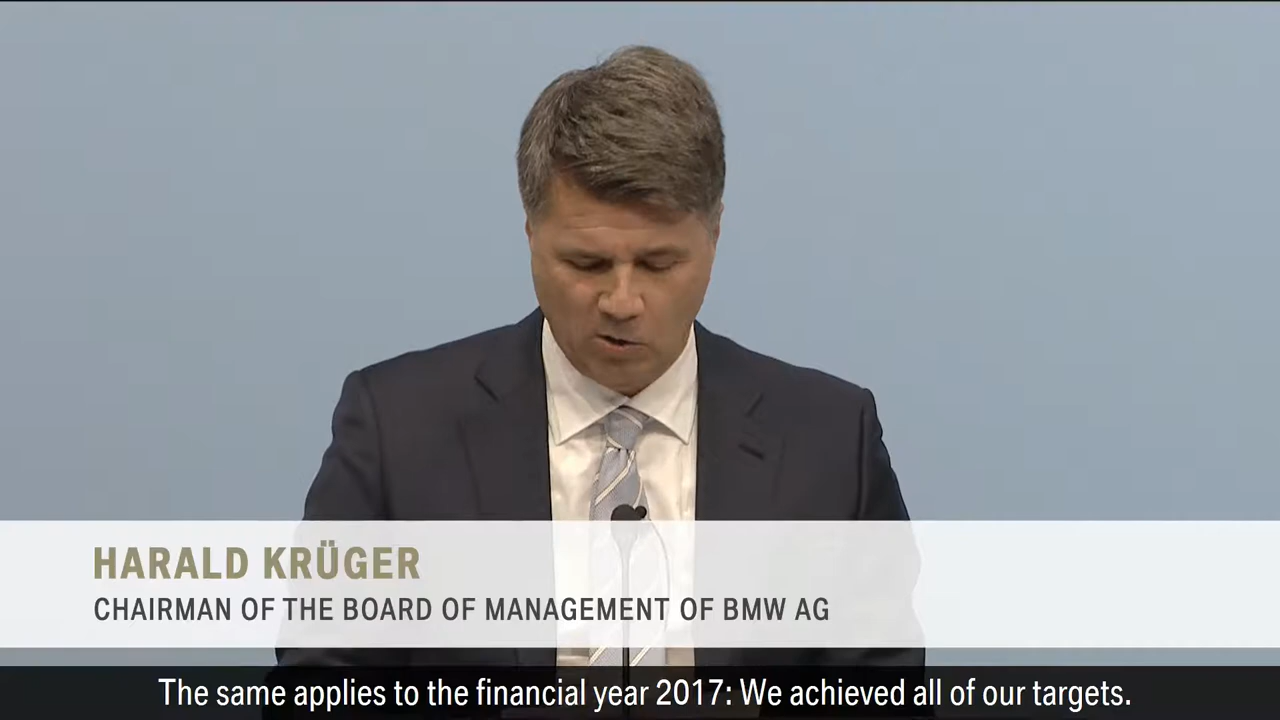 HARALD KRÜGER
CHAIRMAN OF THE BOARD OF MANAGEMENT OF BMW AG
The same applies to the financial year 2017: We achieved all of our targets.